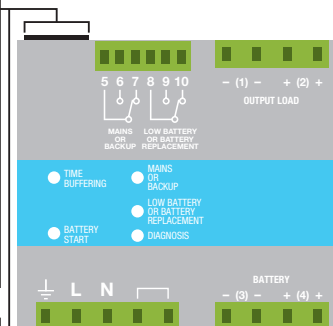 5 6 7 8 9 10
– (1) – + (2) +
OUTPUT LOAD
MAINS
OR
BACKUP
LOW BATTERY
OR BATTERY
REPLACEMENT
TIME
BUFFERING
MAINS
OR
BACKUP
LOW BATTERY
OR BATTERY
REPLACEMENT
BATTERY
START
DIAGNOSIS
L N
BATTERY
– (3) – + (4) +